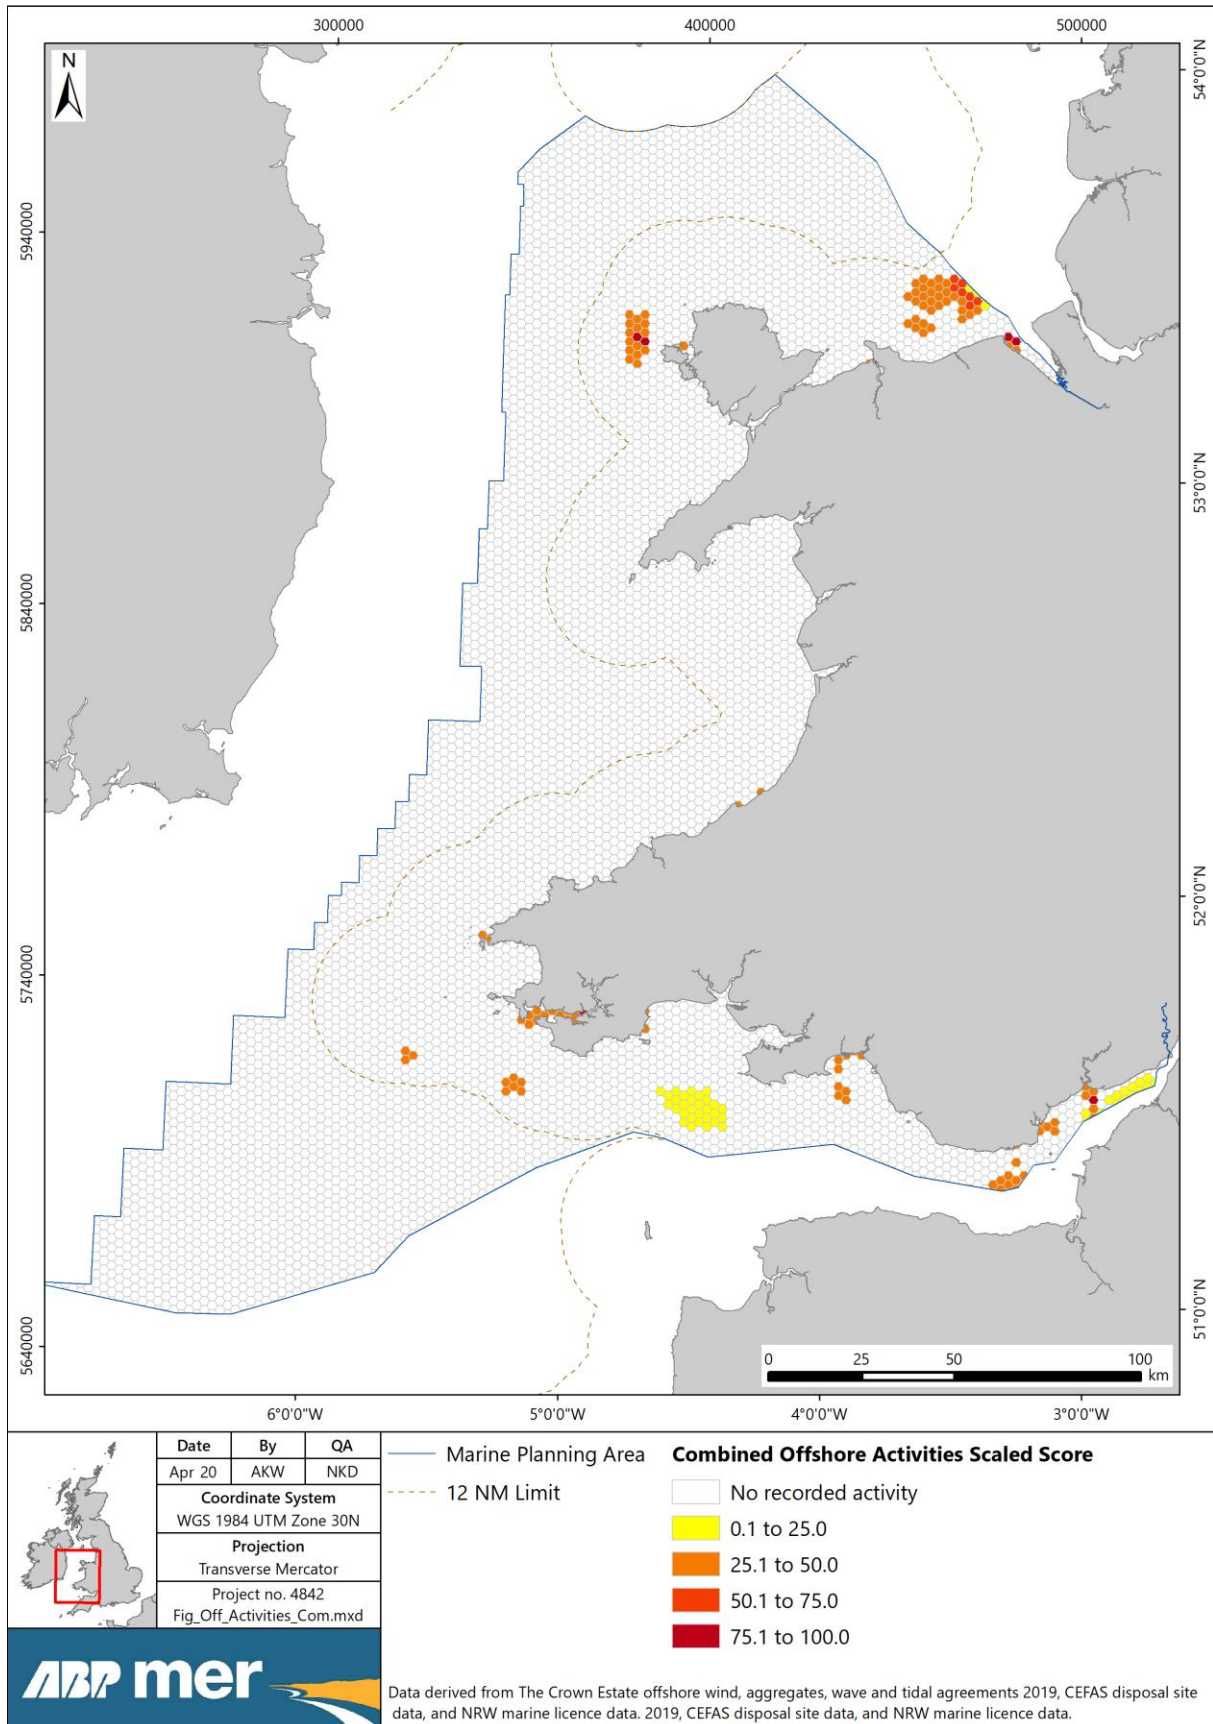 300000
400000
500000
N
54°0'0"N
5940000
53°0'0"N
5840000
52°0'0"N
5740000
51°0'0"N
5640000
0 25 50 100
km
6°0'0"W
5°0'0"W
4°0'0"W
3°0'0"W
Date By QA
Apr 20 AKW NKD
Coordinate System
WGS 1984 UTM Zone 30N
Projection
Transverse Mercator
Project no. 4842
Fig_Off_Activities_Com.mxd
ABP mer
Marine Planning Area
12 NM Limit
Combined Offshore Activities Scaled Score
No recorded activity
0.1 to 25.0
25.1 to 50.0
50.1 to 75.0
75.1 to 100.0
Data derived from The Crown Estate offshore wind, aggregates, wave and tidal agreements 2019, CEFAS disposal site
data, and NRW marine licence data. 2019, CEFAS disposal site data, and NRW marine licence data.